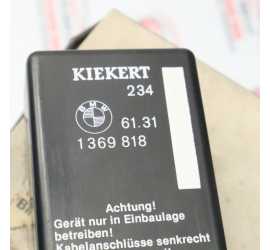 KIEKERT
234
BMW
61.31
1 369 818
Achtung!
Gerät nur in Einbaulage
betreiben!
Kabelanschlüsse senkrecht